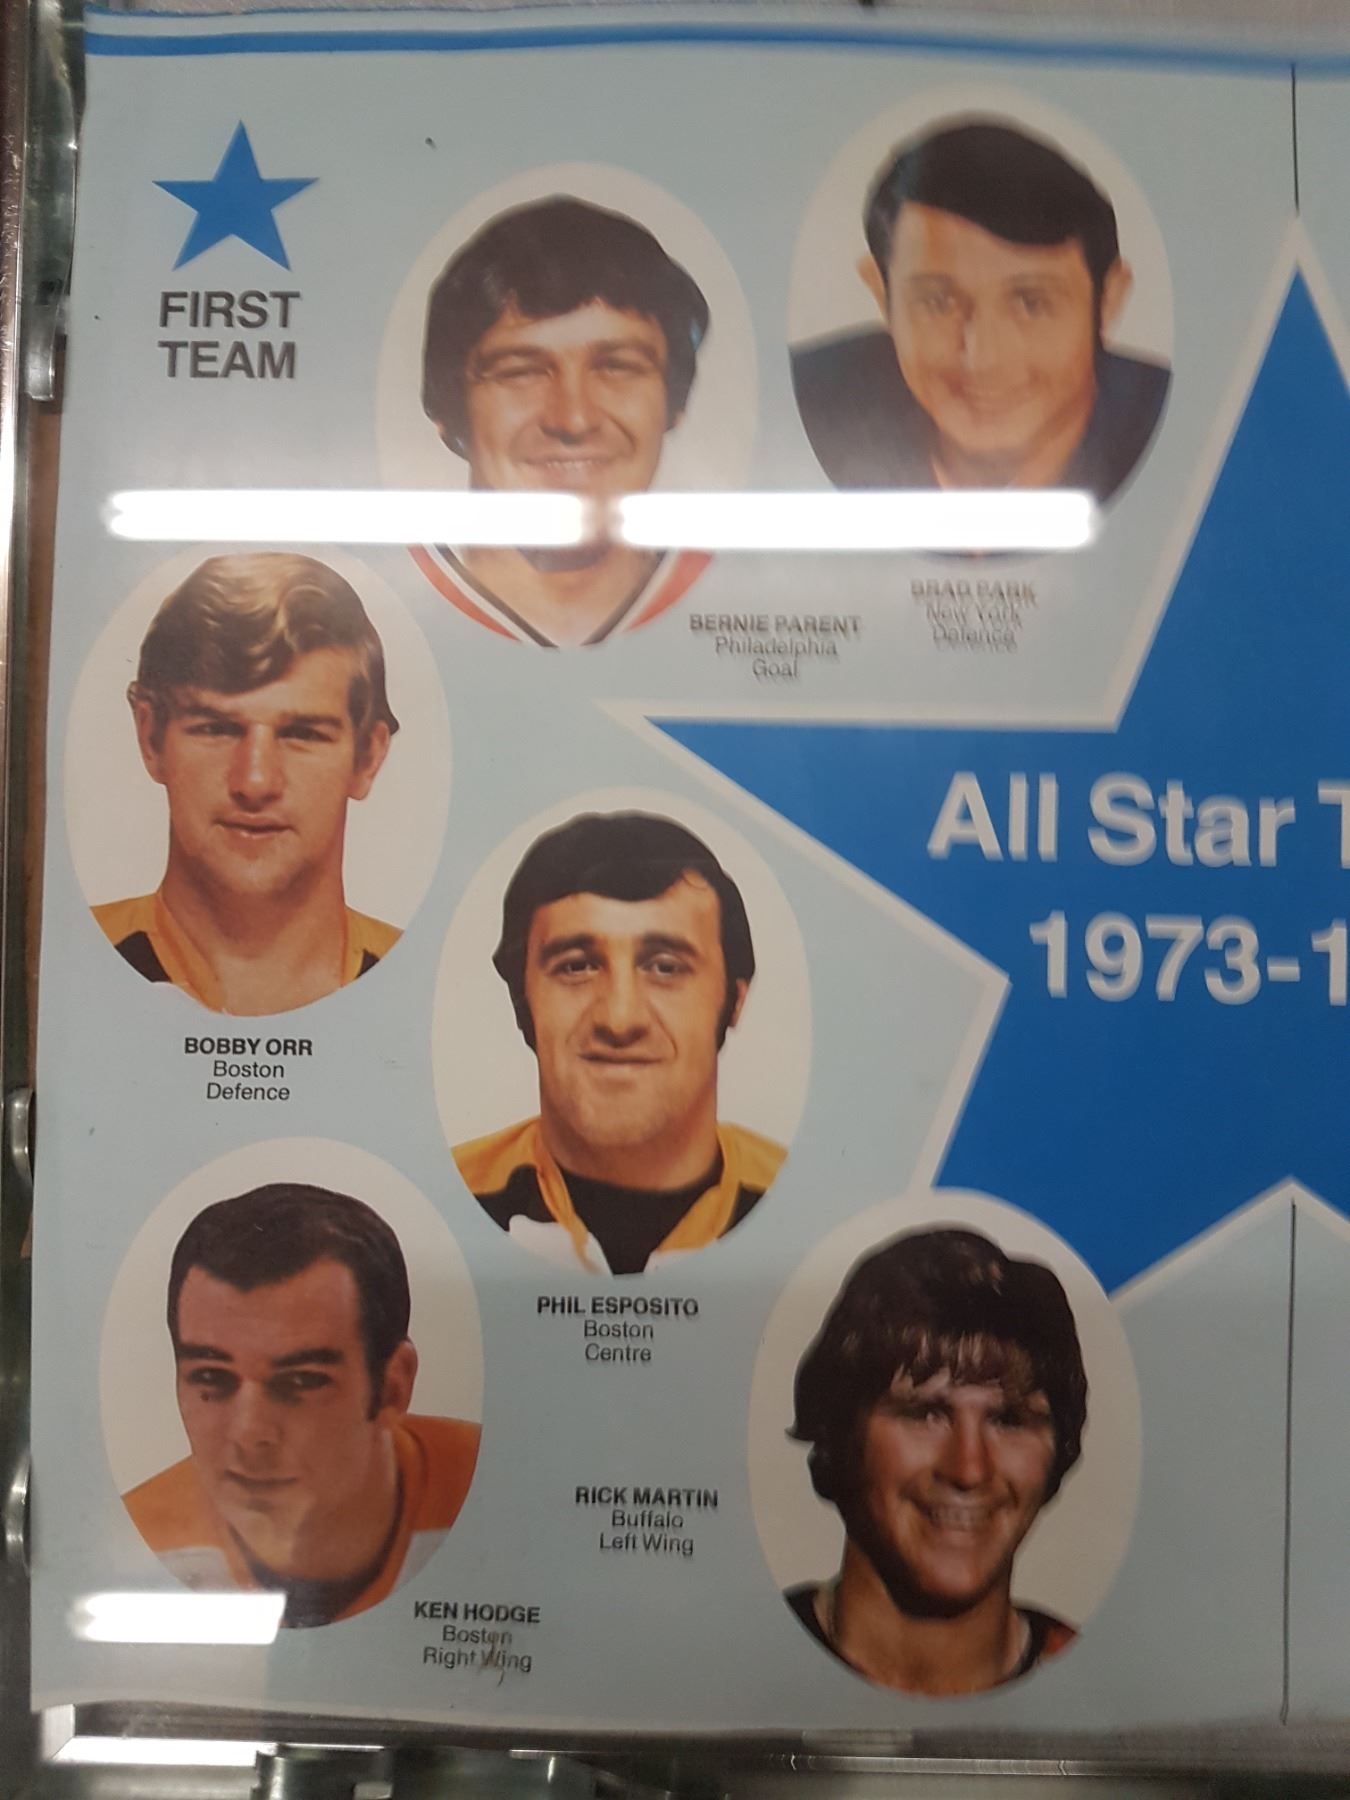 FIRST
TEAM
BERNIE PARENT
Philadelphia
Goal
BRAD PARK
New York
Defence
All Star T
1973-1
BOBBY ORR
Boston
Defence
PHIL ESPOSITO
Boston
Centre
RICK MARTIN
Buffalo
Left Wing
KEN HODGE
Boston
Right Wing